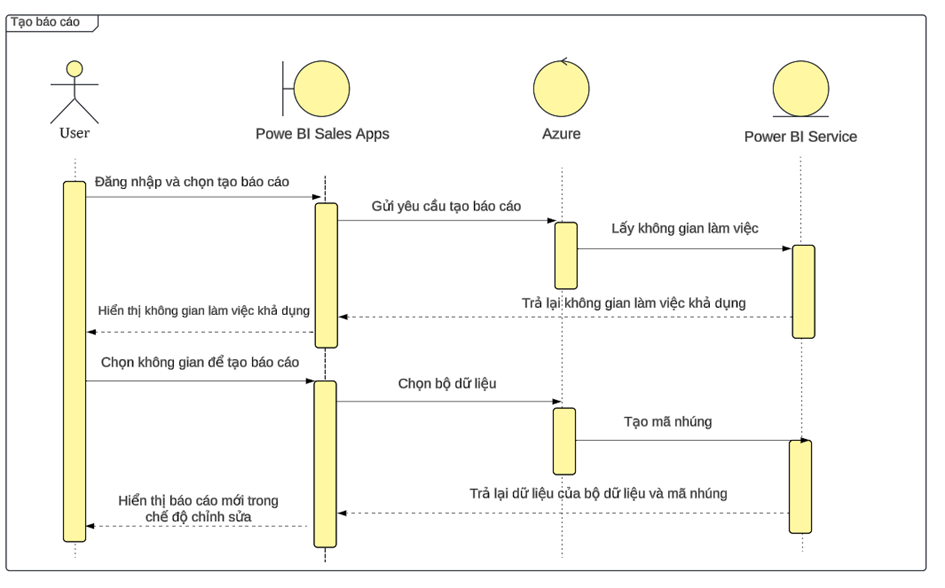 Tạo báo cáo
User
Powe BI Sales Apps
Azure
Power BI Service
Đăng nhập và chọn tạo báo cáo
Gửi yêu cầu tạo báo cáo
Lấy không gian làm việc
Trả lại không gian làm việc khả dụng
Hiển thị không gian làm việc khả dụng
Chọn không gian để tạo báo cáo
Chọn bộ dữ liệu
Tạo mã nhúng
Trả lại dữ liệu của bộ dữ liệu và mã nhúng
Hiển thị báo cáo mới trong
chế độ chỉnh sửa